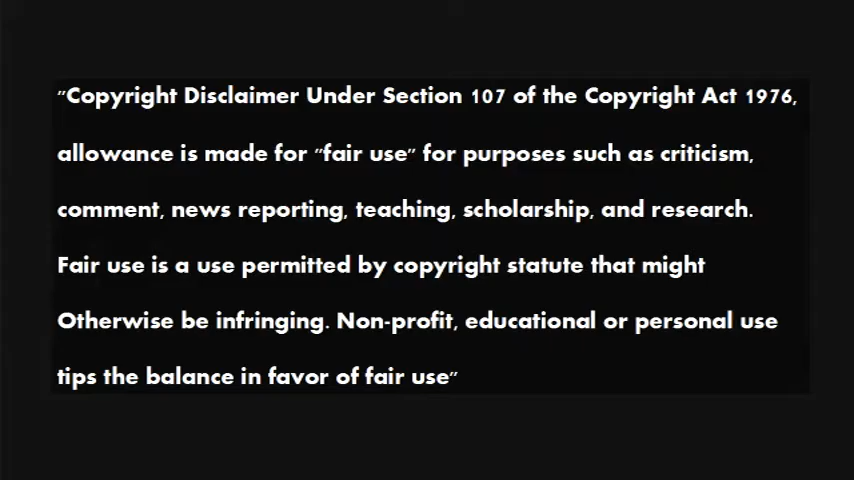 "Copyright Disclaimer Under Section 107 of the Copyright Act 1976,
allowance is made for "fair use" for purposes such as criticism,
comment, news reporting, teaching, scholarship, and research.
Fair use is a use permitted by copyright statute that might
Otherwise be infringing. Non-profit, educational or personal use
tips the balance in favor of fair use"